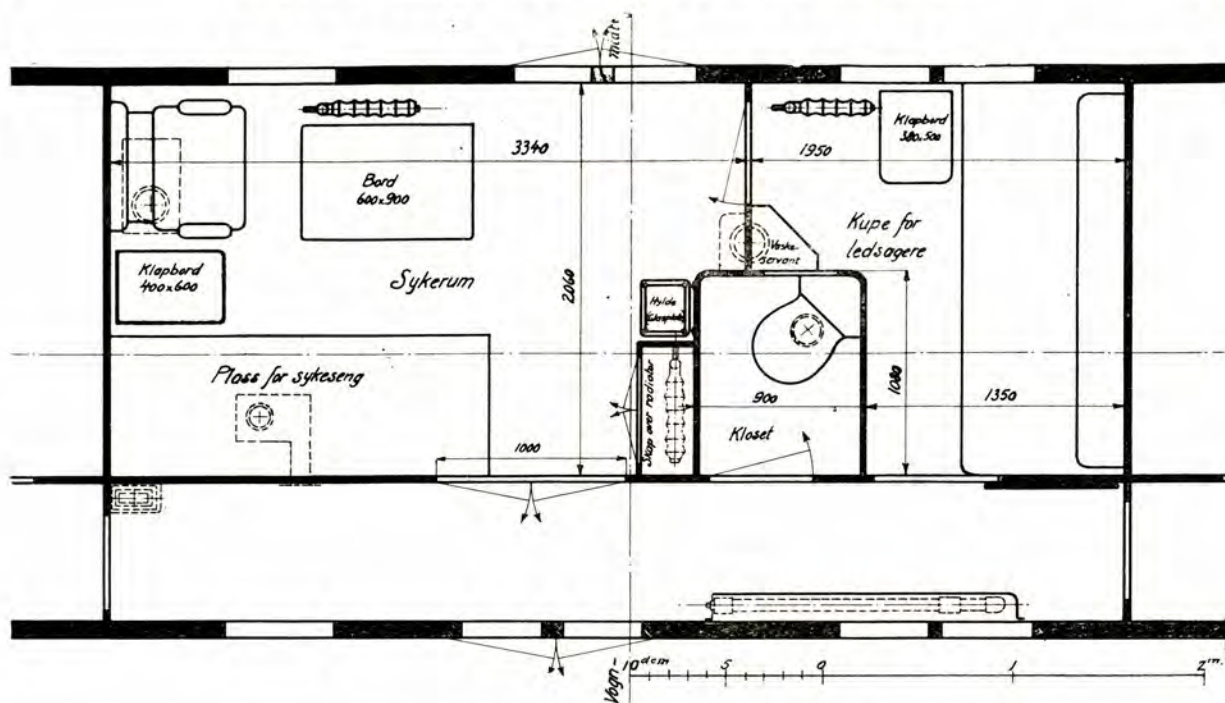 midte
3340
1950
Klapbord
380x500
Bord
600x900
Klapbord
400x600
Sykerum
2060
Vaske-
servant
Kupe for
ledsagere
Hylde
Plass for sykeseng
Skap over radiator
900
1080
1350
Kloset
1000
Vogn-
10 dcm 5 0 1 2 m.